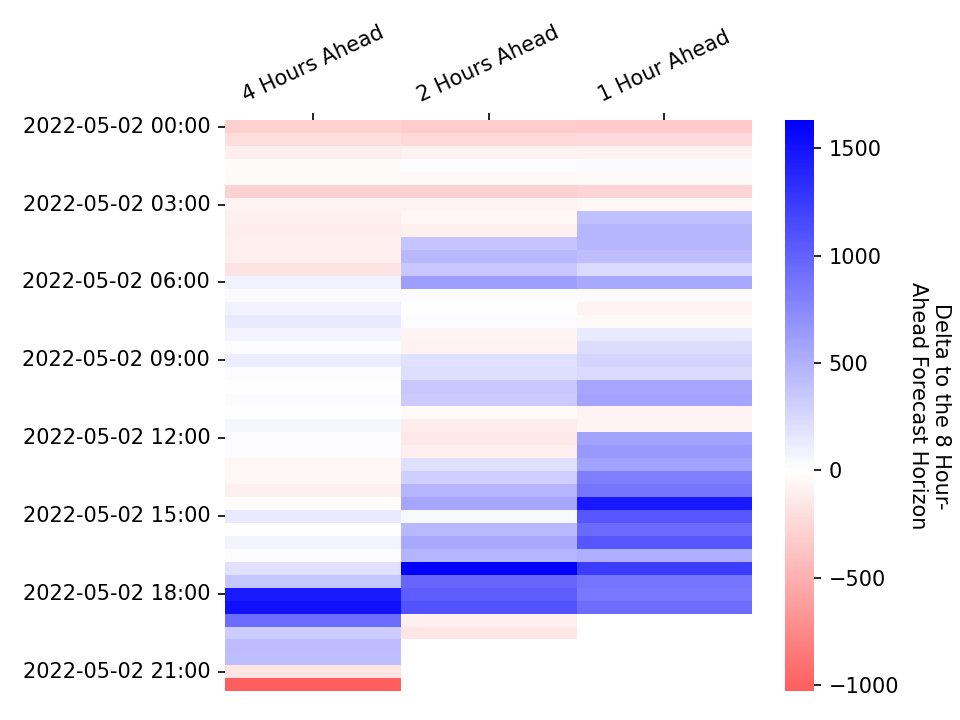 4 Hours Ahead
2 Hours Ahead
1 Hour Ahead
2022-05-02 00:00
2022-05-02 03:00
2022-05-02 06:00
2022-05-02 09:00
2022-05-02 12:00
2022-05-02 15:00
2022-05-02 18:00
2022-05-02 21:00
1500
1000
500
0
−500
−1000
Delta to the 8 Hour-
Ahead Forecast Horizon